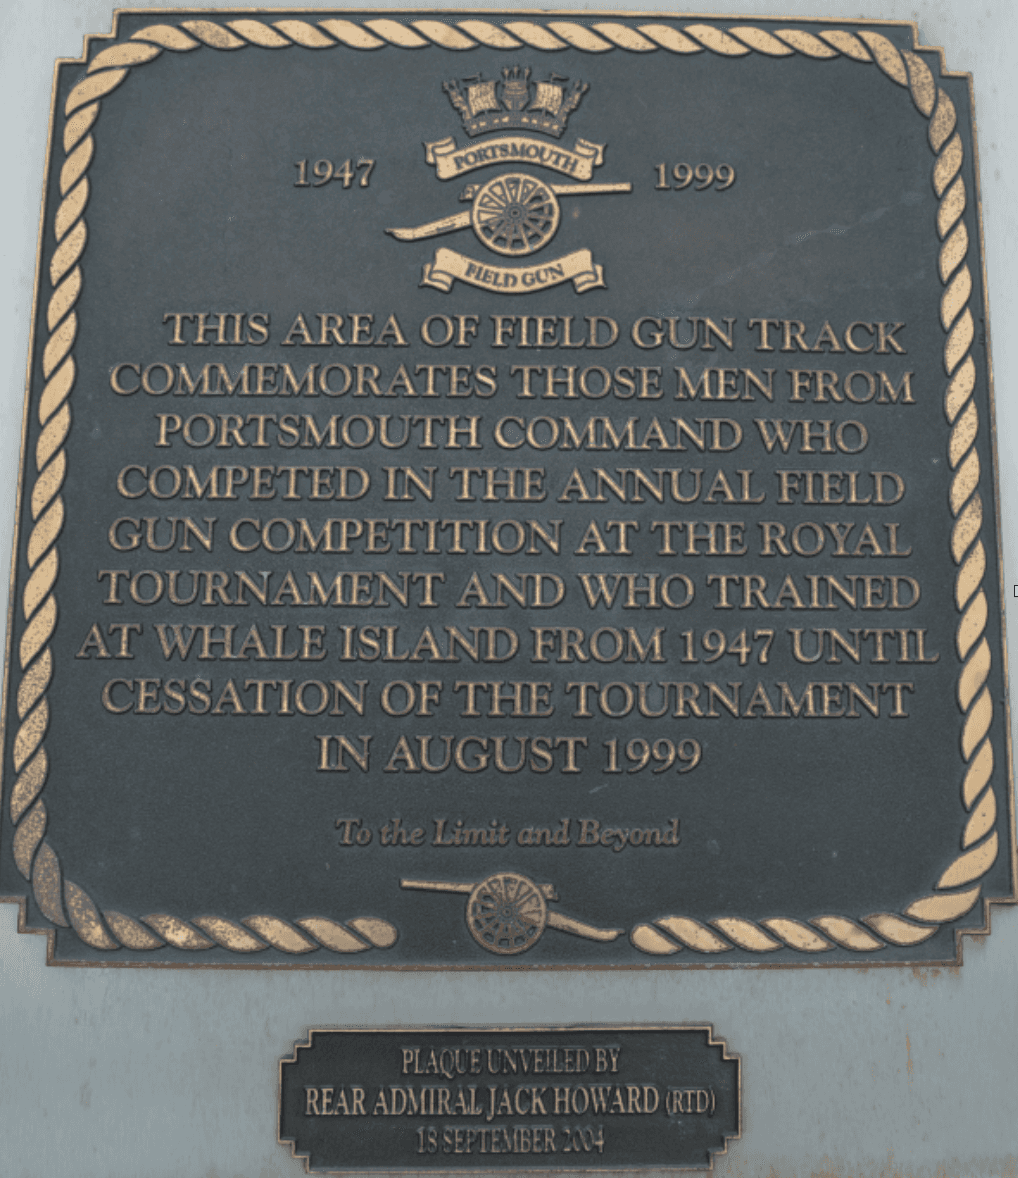 PORTSMOUTH
1947 1999
FIELD GUN
THIS AREA OF FIELD GUN TRACK
COMMEMORATES THOSE MEN FROM
PORTSMOUTH COMMAND WHO
COMPETED IN THE ANNUAL FIELD
GUN COMPETITION AT THE ROYAL
TOURNAMENT AND WHO TRAINED
AT WHALE ISLAND FROM 1947 UNTIL
CESSATION OF THE TOURNAMENT
IN AUGUST 1999
To the Limit and Beyond
PLAQUE UNVEILED BY
REAR ADMIRAL JACK HOWARD (RTD)
18 SEPTEMBER 2004